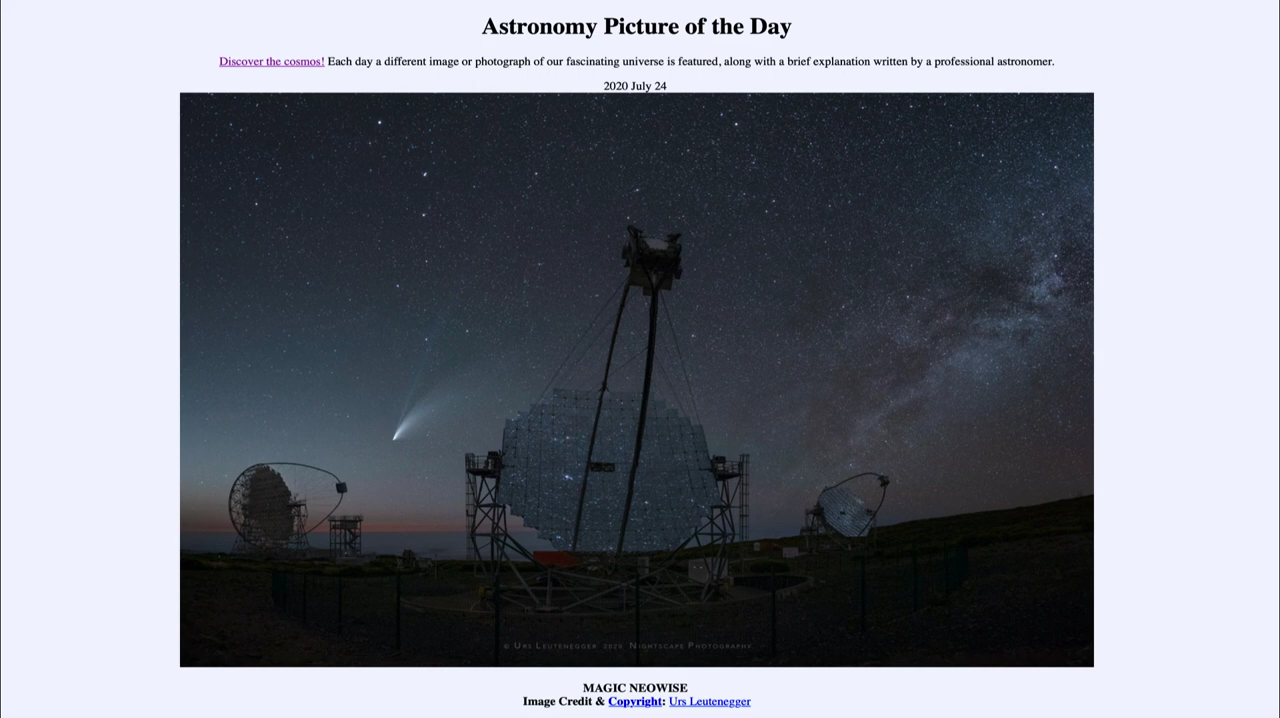 Astronomy Picture of the Day
Discover the cosmos! Each day a different image or photograph of our fascinating universe is featured, along with a brief explanation written by a professional astronomer.
2020 July 24
© Urs Leutenegger 2020 Nightscape Photography
MAGIC NEOWISE
Image Credit & Copyright: Urs Leutenegger